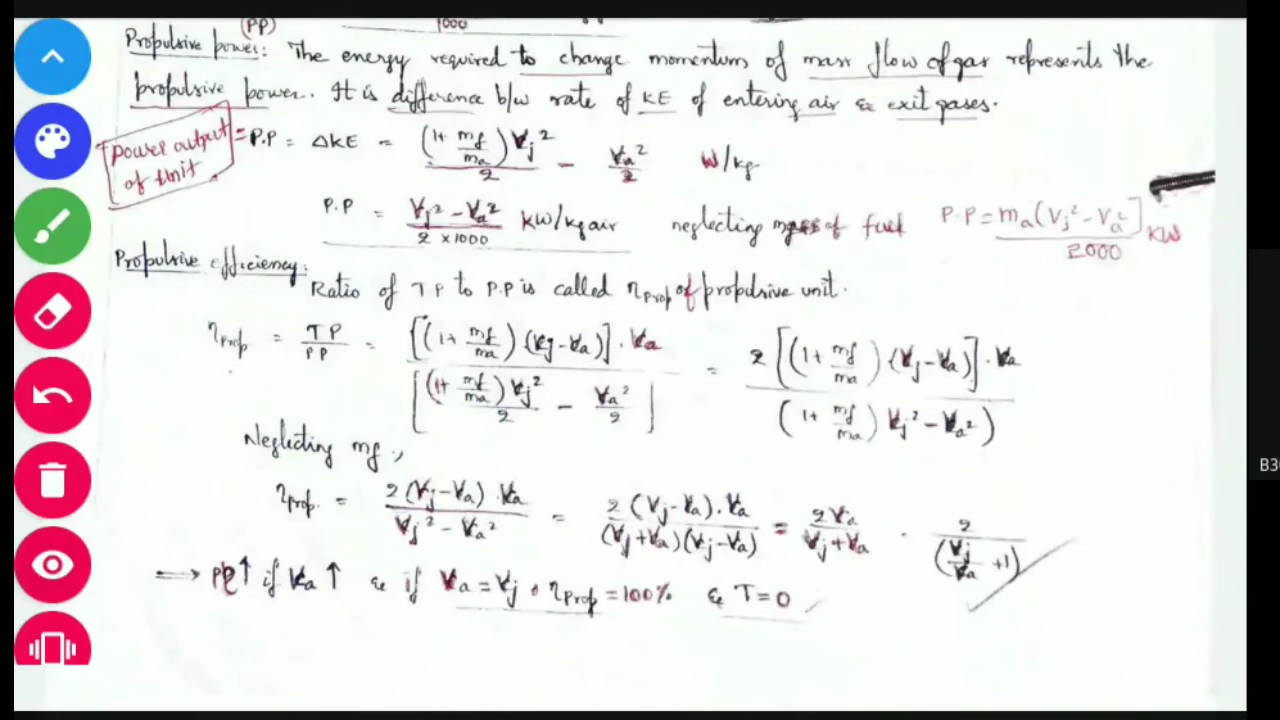 (PP)
1000
Propulsive power: The energy required to change momentum of mass flow of gas represents the
propulsive power. It is difference b/w rate of KE of entering air & exit gases.
Power output of Unit = P.P = ΔKE = (1+ mf/ma) Vj²/2 − Va²/2 W/kg
P.P = Vj² − Va² / 2×1000 kW/kg air neglecting mass of fuel P.P = ma(Vj² − Va²)/2000 KW
Propulsive efficiency:
Ratio of TP to P.P is called ηprop of propulsive unit.
ηprop = TP/PP = [(1+ mf/ma) (Vj−Va)] . Va / [(1+ mf/ma) Vj²/2 − Va²/2] = 2[(1+ mf/ma) (Vj−Va)] . Va / (1+ mf/ma) Vj² − Va²)
Neglecting mf,
ηprop. = 2(Vj−Va) . Va / Vj² − Va² = 2(Vj−Va).Va / (Vj+Va)(Vj−Va) = 2Va / Vj+Va . 2 / (Vj/Va +1)
⟹ ↑ if Va ↑ & if Va = Vj ηprop = 100% & T = 0
B3